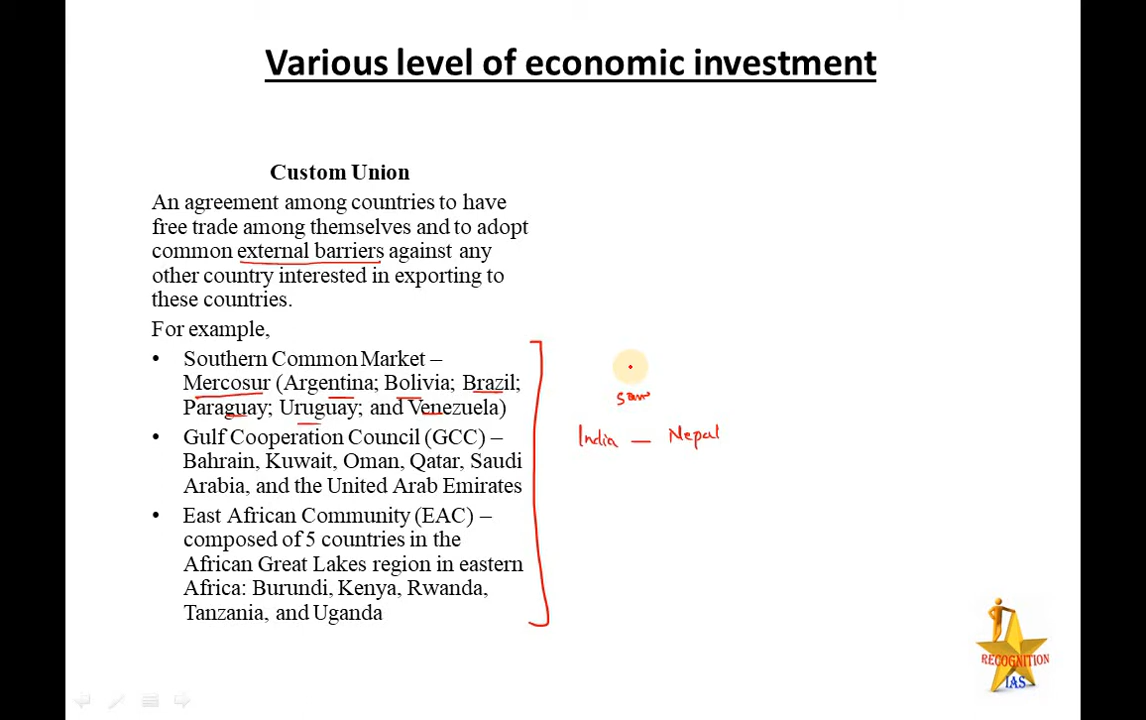 Various level of economic investment
Custom Union
An agreement among countries to have
free trade among themselves and to adopt
common external barriers against any
other country interested in exporting to
these countries.
For example,
• Southern Common Market –
Mercosur (Argentina; Bolivia; Brazil;
Paraguay; Uruguay; and Venezuela)
• Gulf Cooperation Council (GCC) –
Bahrain, Kuwait, Oman, Qatar, Saudi
Arabia, and the United Arab Emirates
• East African Community (EAC) –
composed of 5 countries in the
African Great Lakes region in eastern
Africa: Burundi, Kenya, Rwanda,
Tanzania, and Uganda
India — Nepal
RECOGNITION
IAS